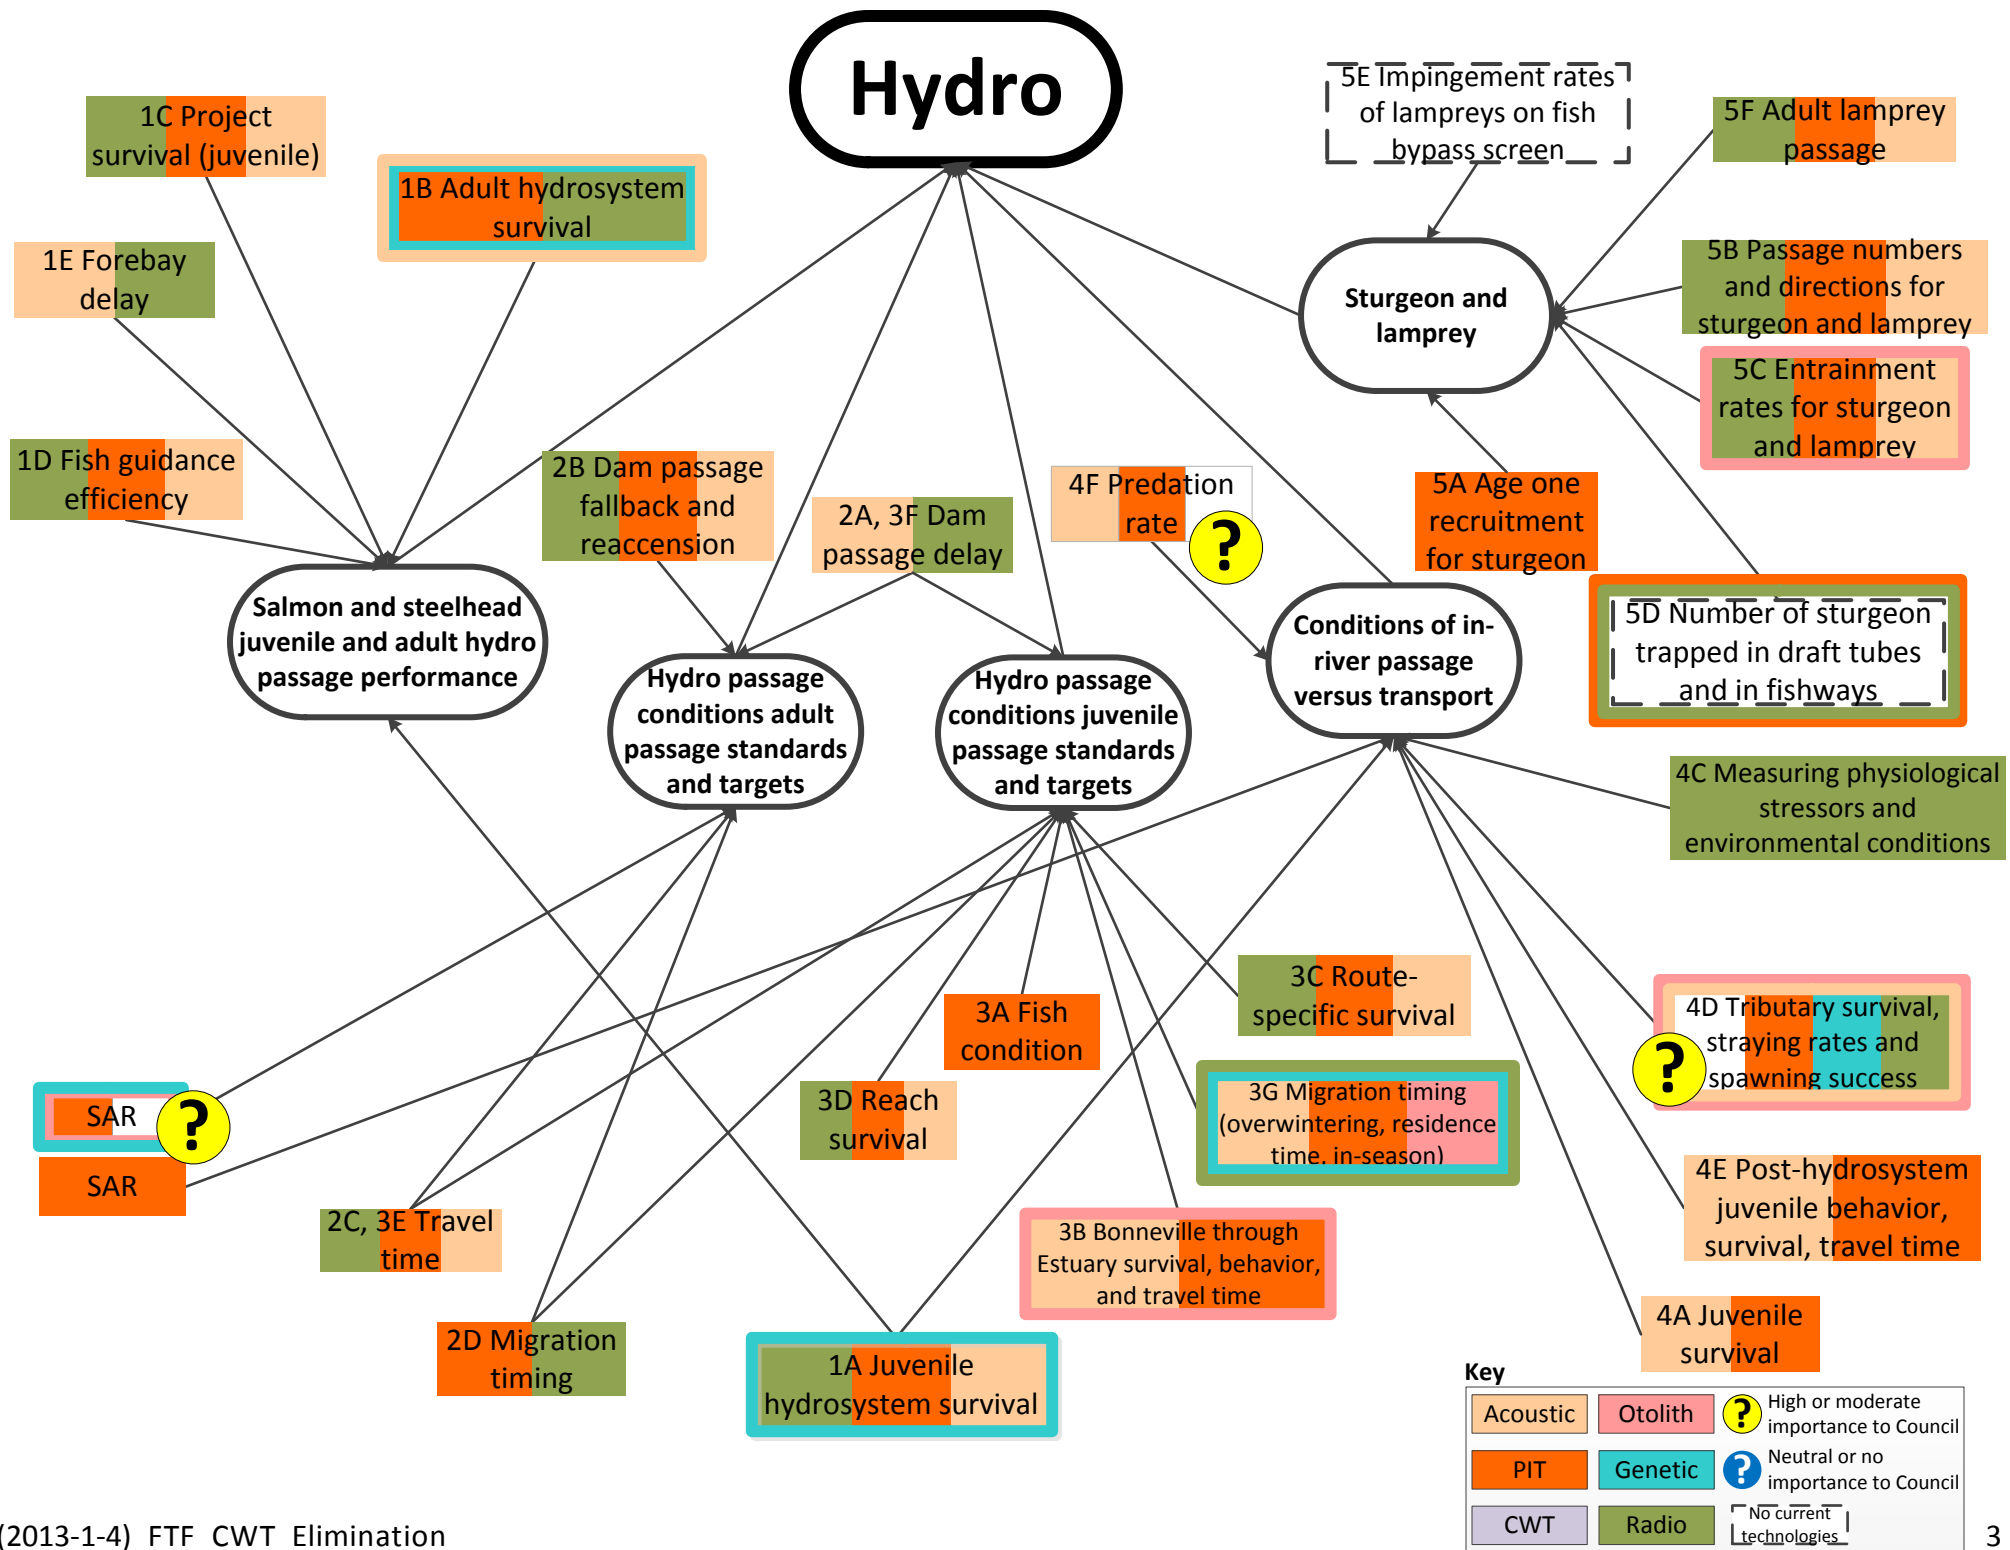 Hydro
5E Impingement rates
of lampreys on fish
bypass screen
5F Adult lamprey
passage
1C Project
survival (juvenile)
1B Adult hydrosystem
survival
1E Forebay
delay
5B Passage numbers
and directions for
sturgeon and lamprey
Sturgeon and
lamprey
5C Entrainment
rates for sturgeon
and lamprey
1D Fish guidance
efficiency
2B Dam passage
fallback and
reaccension
2A, 3F Dam
passage delay
4F Predation
rate
?
5A Age one
recruitment
for sturgeon
Salmon and steelhead
juvenile and adult hydro
passage performance
Hydro passage
conditions adult
passage standards
and targets
Hydro passage
conditions juvenile
passage standards
and targets
Conditions of in-
river passage
versus transport
5D Number of sturgeon
trapped in draft tubes
and in fishways
4C Measuring physiological
stressors and
environmental conditions
3C Route-
specific survival
3A Fish
condition
4D Tributary survival,
straying rates and
spawning success
?
SAR
?
SAR
3D Reach
survival
3G Migration timing
(overwintering, residence
time, in-season)
4E Post-hydrosystem
juvenile behavior,
survival, travel time
2C, 3E Travel
time
3B Bonneville through
Estuary survival, behavior,
and travel time
2D Migration
timing
1A Juvenile
hydrosystem survival
4A Juvenile
survival
Key
Acoustic
Otolith
?
High or moderate
importance to Council
PIT
Genetic
?
Neutral or no
importance to Council
CWT
Radio
No current
technologies
(2013-1-4) FTF CWT Elimination
3